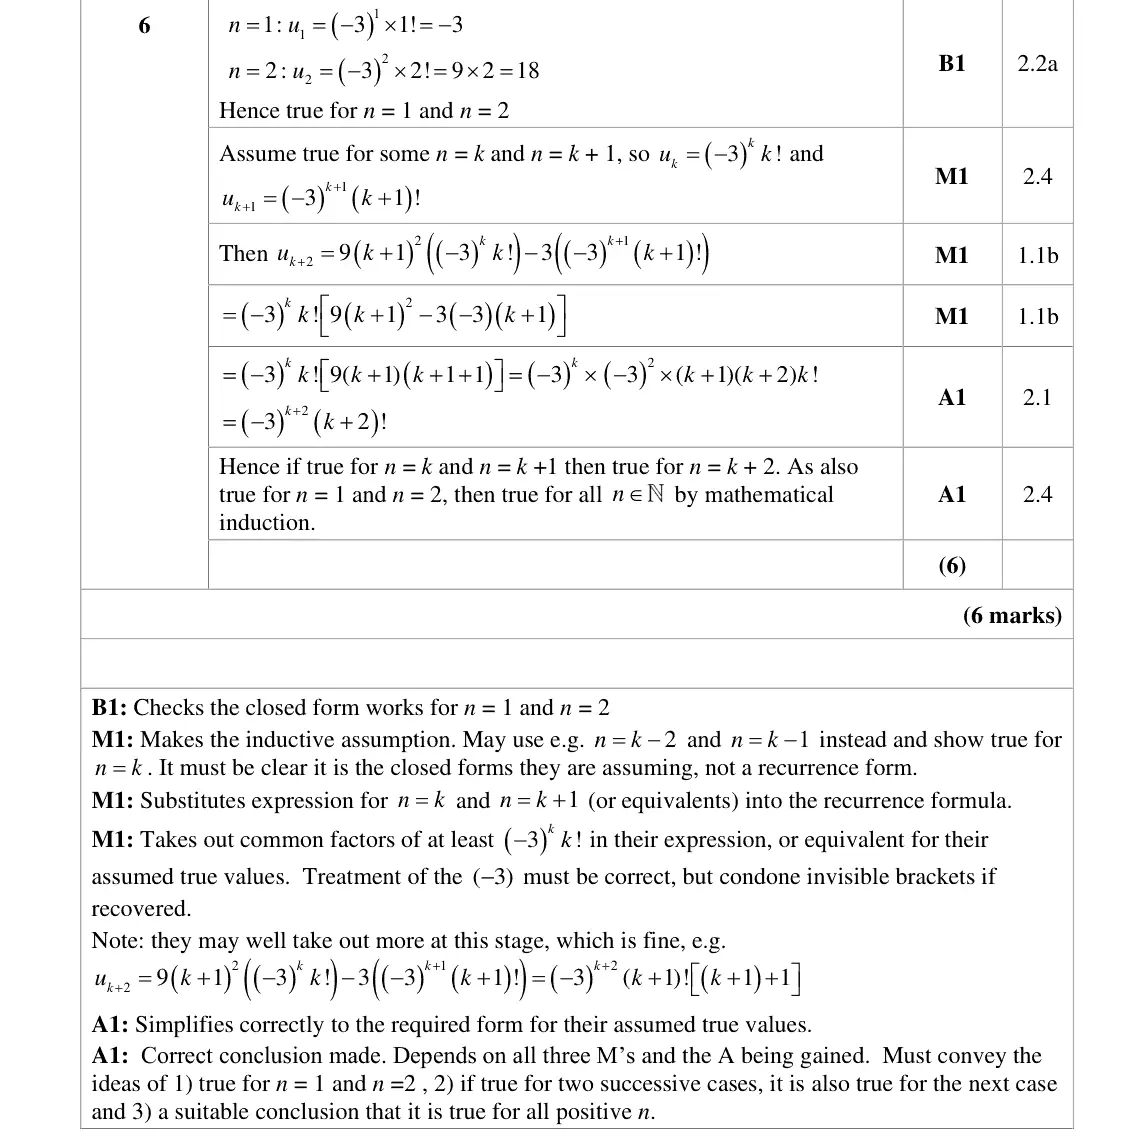 6
n = 1 : u₁ = (−3)¹ × 1! = −3
n = 2 : u₂ = (−3)² × 2! = 9 × 2 = 18
Hence true for n = 1 and n = 2
B1
2.2a
Assume true for some n = k and n = k + 1, so uₖ = (−3)ᵏ k! and
uₖ₊₁ = (−3)ᵏ⁺¹ (k + 1)!
M1
2.4
Then uₖ₊₂ = 9(k + 1)² ((−3)ᵏ k!) − 3((−3)ᵏ⁺¹ (k + 1)!)
M1
1.1b
= (−3)ᵏ k! [9(k + 1)² − 3(−3)(k + 1)]
M1
1.1b
= (−3)ᵏ k! [9(k + 1)(k + 1 + 1)] = (−3)ᵏ × (−3)² × (k + 1)(k + 2)k!
= (−3)ᵏ⁺² (k + 2)!
A1
2.1
Hence if true for n = k and n = k +1 then true for n = k + 2. As also
true for n = 1 and n = 2, then true for all n ∈ ℕ by mathematical
induction.
A1
2.4
(6)
(6 marks)
B1: Checks the closed form works for n = 1 and n = 2
M1: Makes the inductive assumption. May use e.g. n = k − 2 and n = k − 1 instead and show true for
n = k . It must be clear it is the closed forms they are assuming, not a recurrence form.
M1: Substitutes expression for n = k and n = k + 1 (or equivalents) into the recurrence formula.
M1: Takes out common factors of at least (−3)ᵏ k! in their expression, or equivalent for their
assumed true values. Treatment of the (−3) must be correct, but condone invisible brackets if
recovered.
Note: they may well take out more at this stage, which is fine, e.g.
uₖ₊₂ = 9(k + 1)² ((−3)ᵏ k!) − 3((−3)ᵏ⁺¹ (k + 1)!) = (−3)ᵏ⁺² (k + 1)! [(k + 1) + 1]
A1: Simplifies correctly to the required form for their assumed true values.
A1: Correct conclusion made. Depends on all three M's and the A being gained. Must convey the
ideas of 1) true for n = 1 and n =2 , 2) if true for two successive cases, it is also true for the next case
and 3) a suitable conclusion that it is true for all positive n.